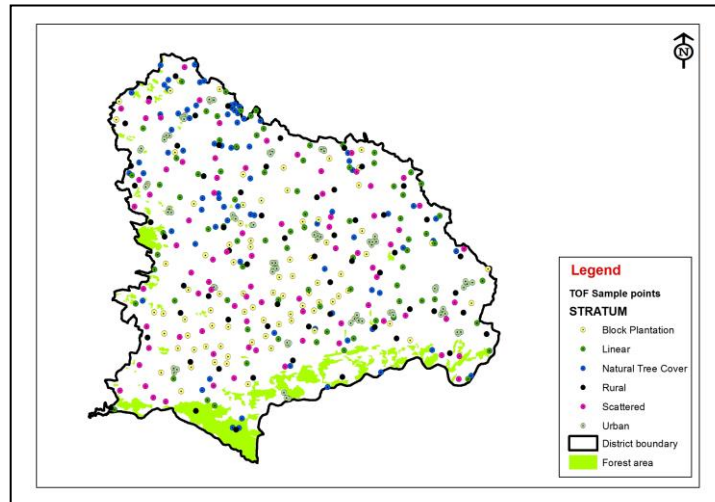 N
Legend
TOF Sample points
STRATUM
Block Plantation
Linear
Natural Tree Cover
Rural
Scattered
Urban
District boundary
Forest area